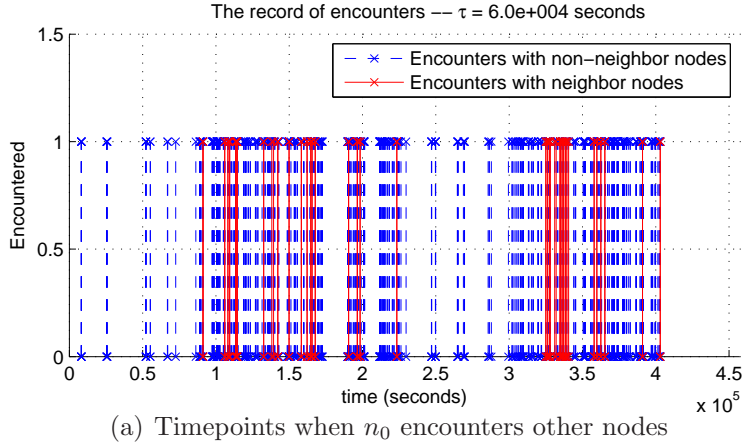 The record of encounters −− τ = 6.0e+004 seconds
1.5
Encounters with non−neighbor nodes
Encounters with neighbor nodes
1
Encountered
0.5
0
0 0.5 1 1.5 2 2.5 3 3.5 4 4.5
time (seconds)
x 10^5
(a) Timepoints when n_0 encounters other nodes